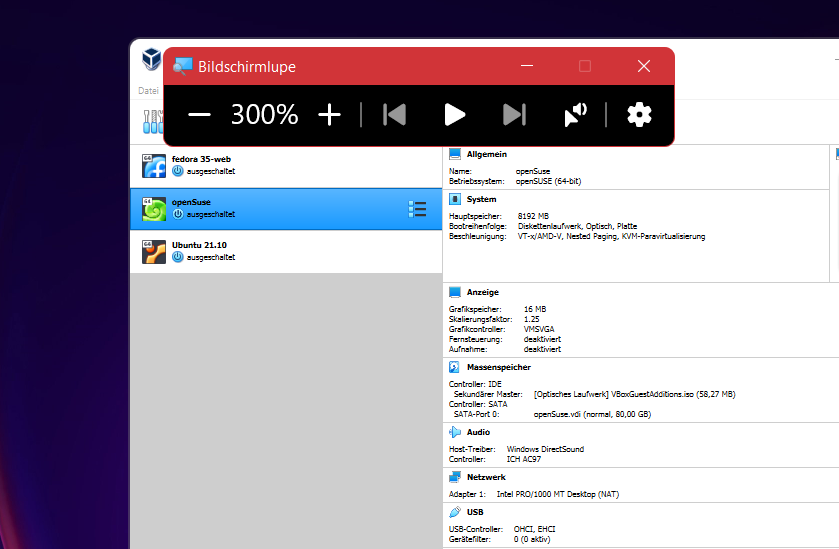 Bildschirmlupe
Datei
300%
64 fedora 35-web
ausgeschaltet
64 openSuse
ausgeschaltet
64 Ubuntu 21.10
ausgeschaltet
Allgemein
Name: openSuse
Betriebssystem: openSUSE (64-bit)
System
Hauptspeicher: 8192 MB
Bootreihenfolge: Diskettenlaufwerk, Optisch, Platte
Beschleunigung: VT-x/AMD-V, Nested Paging, KVM-Paravirtualisierung
Anzeige
Grafikspeicher: 16 MB
Skalierungsfaktor: 1.25
Grafikcontroller: VMSVGA
Fernsteuerung: deaktiviert
Aufnahme: deaktiviert
Massenspeicher
Controller: IDE
Sekundärer Master: [Optisches Laufwerk] VBoxGuestAdditions.iso (58,27 MB)
Controller: SATA
SATA-Port 0: openSuse.vdi (normal, 80,00 GB)
Audio
Host-Treiber: Windows DirectSound
Controller: ICH AC97
Netzwerk
Adapter 1: Intel PRO/1000 MT Desktop (NAT)
USB
USB-Controller: OHCI, EHCI
Gerätefilter: 0 (0 aktiv)